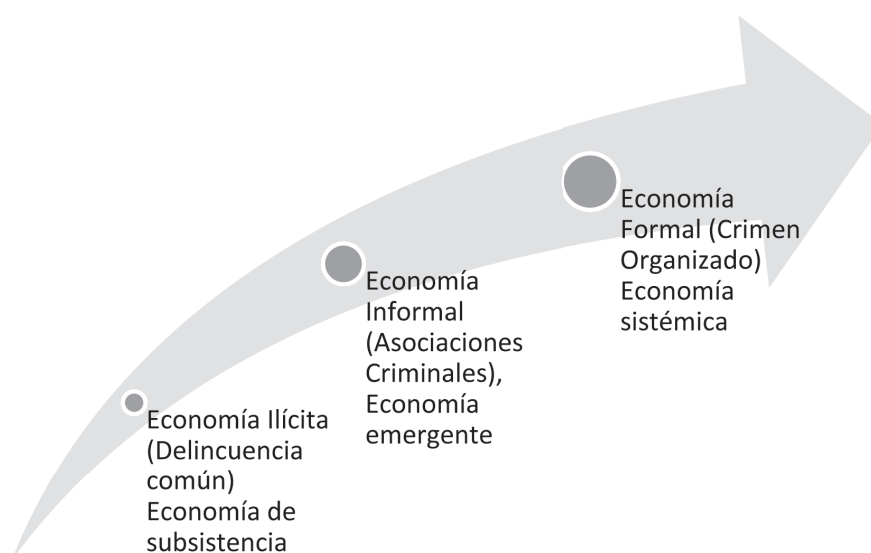 Economía
Formal (Crimen
Organizado)
Economía
sistémica
Economía
Informal
(Asociaciones
Criminales),
Economía
emergente
Economía Ilícita
(Delincuencia
común)
Economía de
subsistencia